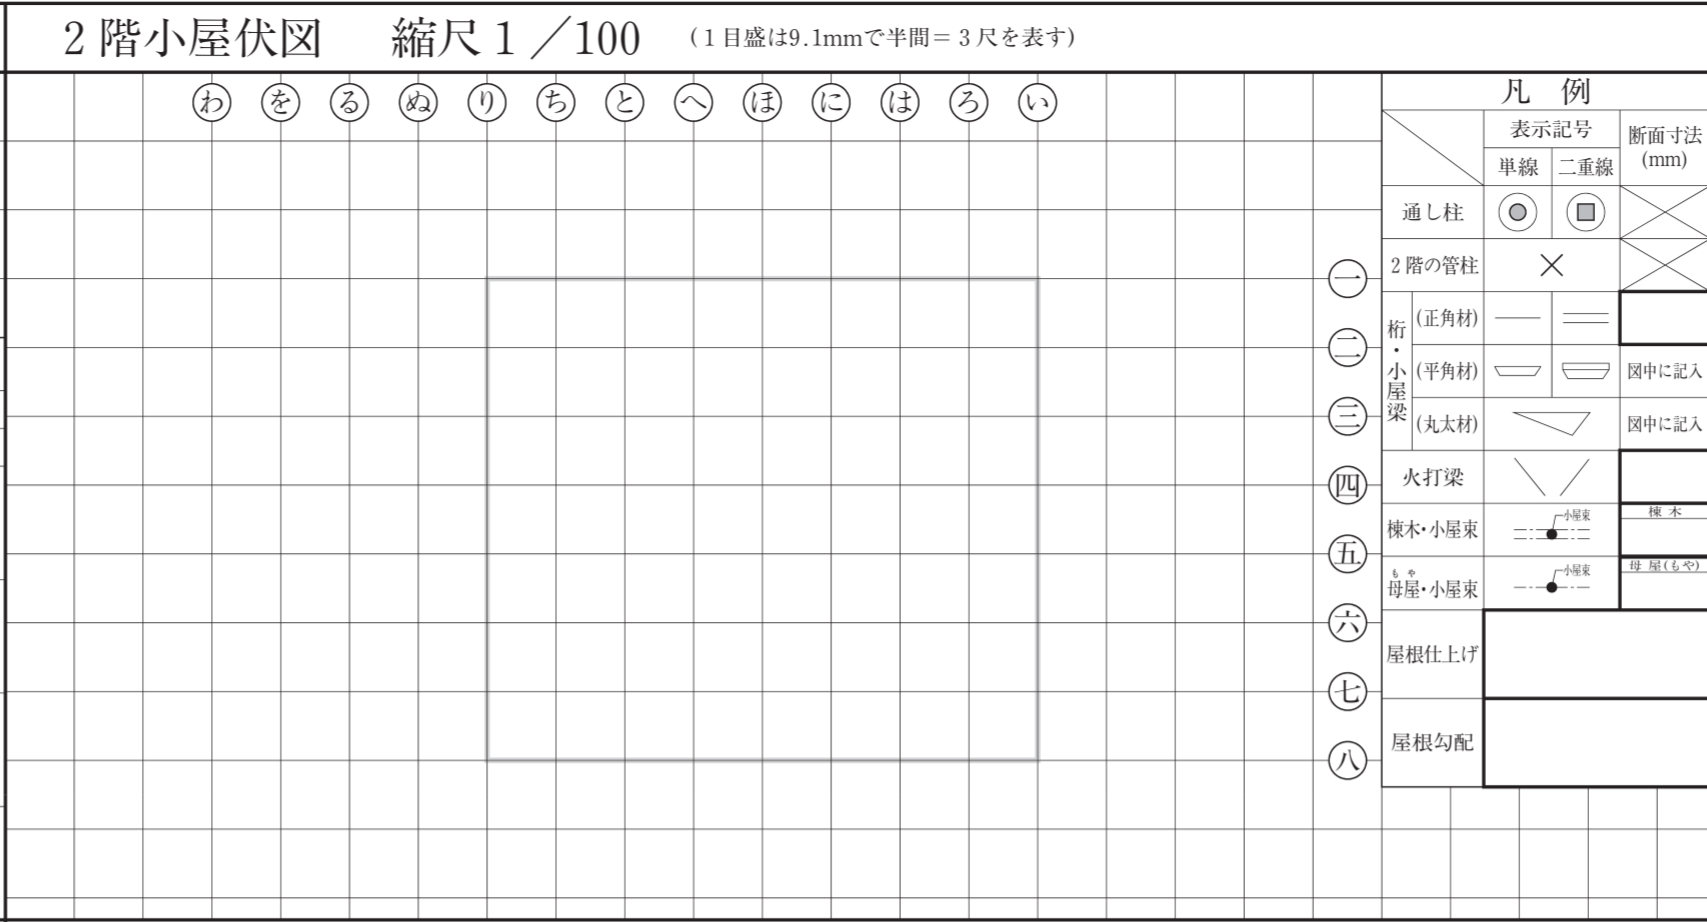 2階小屋伏図　縮尺1／100　(1目盛は9.1mmで半間=3尺を表す)
わ を る ぬ り ち と へ ほ に は ろ い
一
二
三
四
五
六
七
八
凡　例
表示記号
断面寸法
(mm)
単線 二重線
通し柱
2階の管柱
桁・小屋梁
(正角材)
(平角材) 図中に記入
(丸太材) 図中に記入
火打梁
棟木・小屋束 小屋束 棟木
もや
母屋・小屋束 小屋束 母屋(もや)
屋根仕上げ
屋根勾配